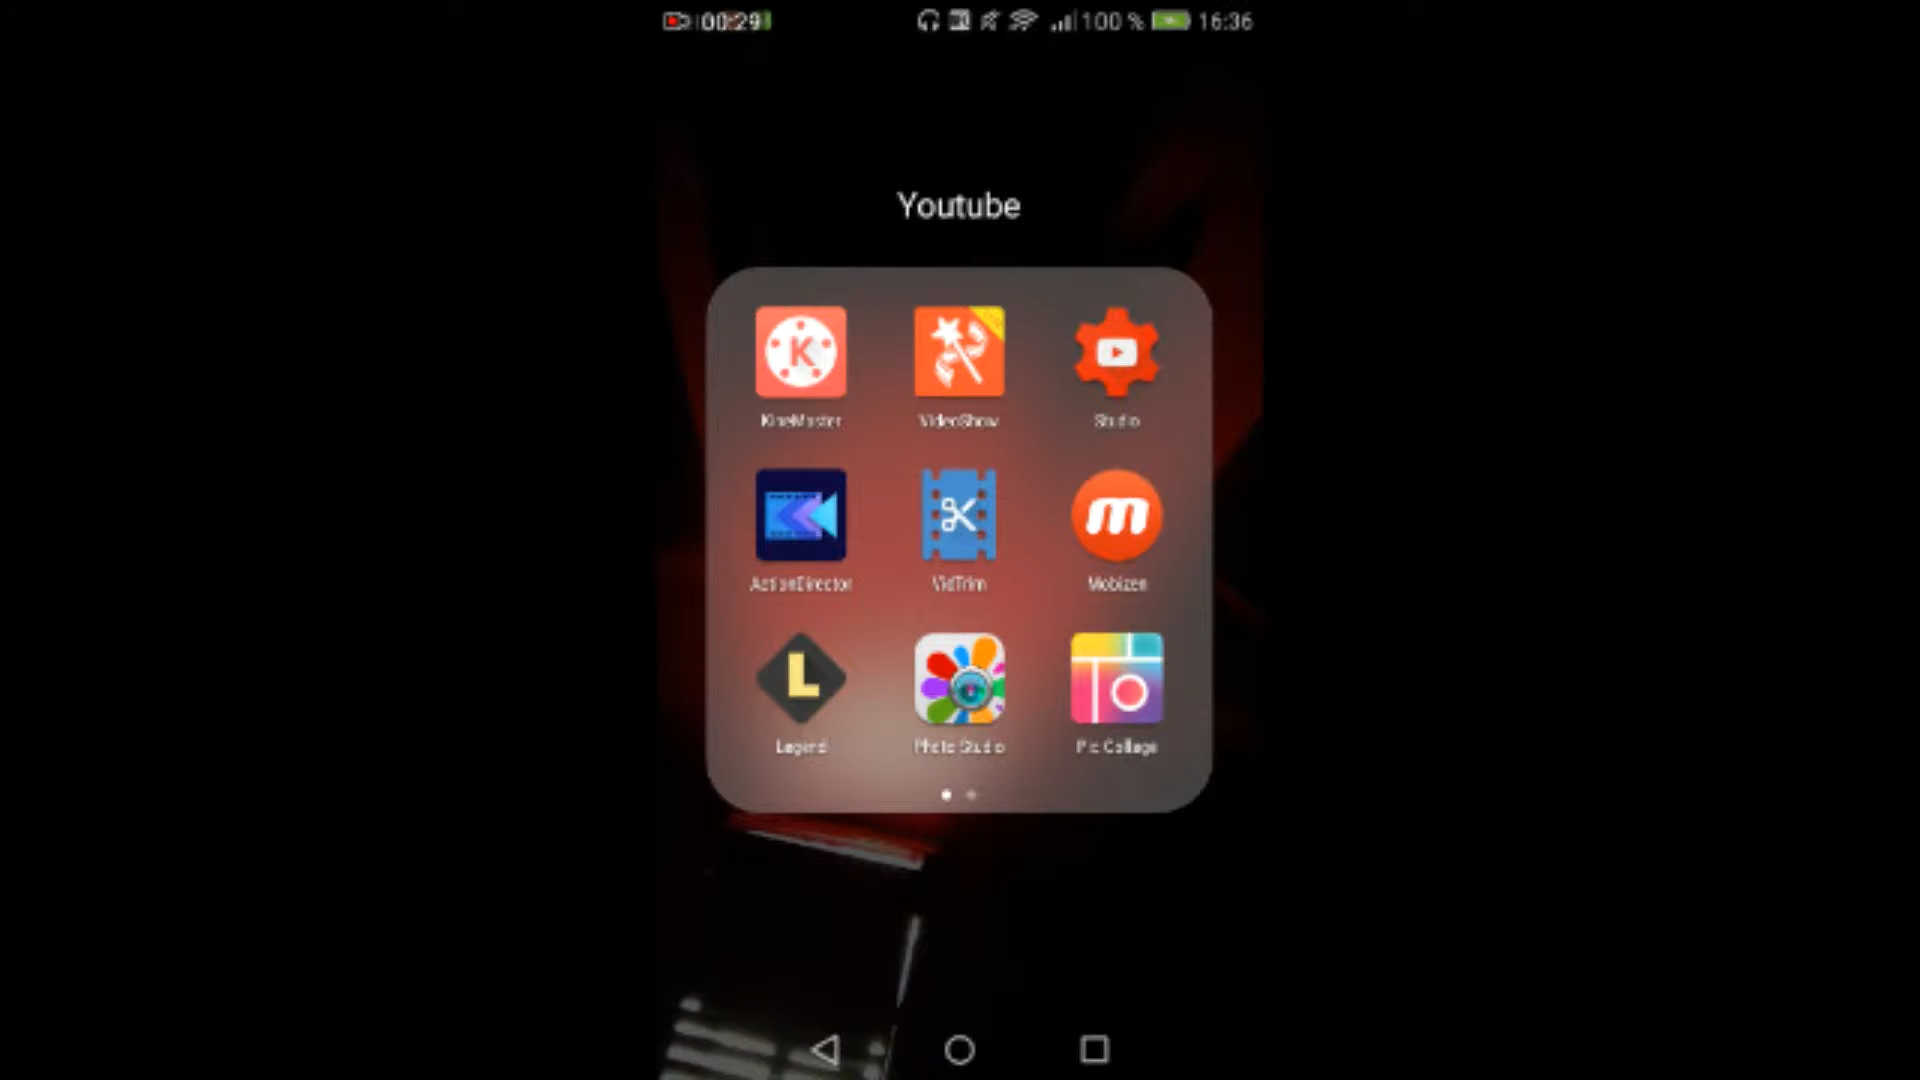 00:29 100 % 16:36
Youtube
K
KineMaster VideoShow Studio
m
ActionDirector VidTrim Mobizen
L
Legend Photo Studio Pic Collage